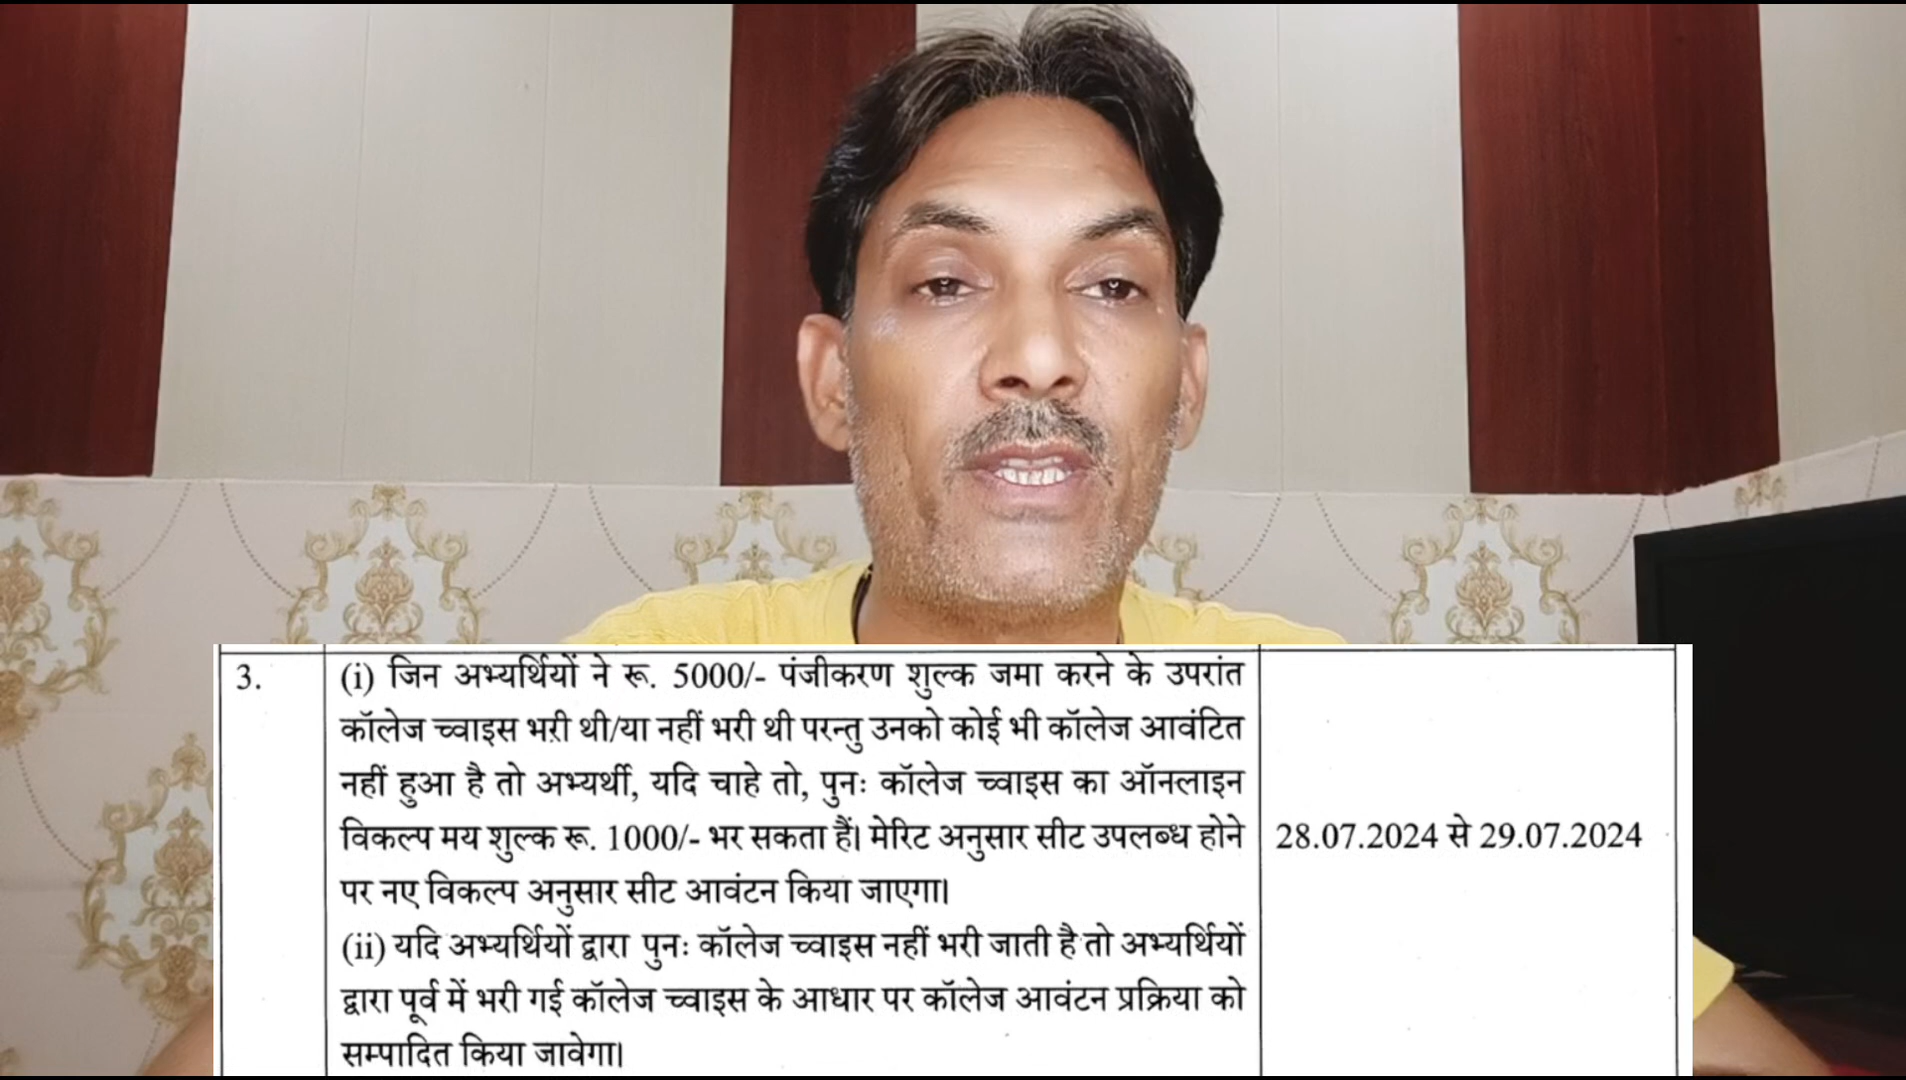 3.
(i) जिन अभ्यर्थियों ने रू. 5000/- पंजीकरण शुल्क जमा करने के उपरांत
कॉलेज च्वाइस भरी थी/या नहीं भरी थी परन्तु उनको कोई भी कॉलेज आवंटित
नहीं हुआ है तो अभ्यर्थी, यदि चाहे तो, पुनः कॉलेज च्वाइस का ऑनलाइन
विकल्प मय शुल्क रू. 1000/- भर सकता हैं। मेरिट अनुसार सीट उपलब्ध होने
पर नए विकल्प अनुसार सीट आवंटन किया जाएगा।
(ii) यदि अभ्यर्थियों द्वारा पुनः कॉलेज च्वाइस नहीं भरी जाती है तो अभ्यर्थियों
द्वारा पूर्व में भरी गई कॉलेज च्वाइस के आधार पर कॉलेज आवंटन प्रक्रिया को
सम्पादित किया जावेगा।
28.07.2024 से 29.07.2024